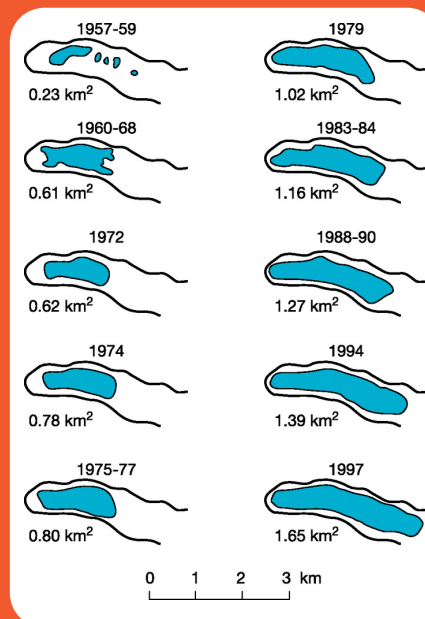 1957-59
0.23 km²
1960-68
0.61 km²
1972
0.62 km²
1974
0.78 km²
1975-77
0.80 km²
1979
1.02 km²
1983-84
1.16 km²
1988-90
1.27 km²
1994
1.39 km²
1997
1.65 km²
0 1 2 3 km